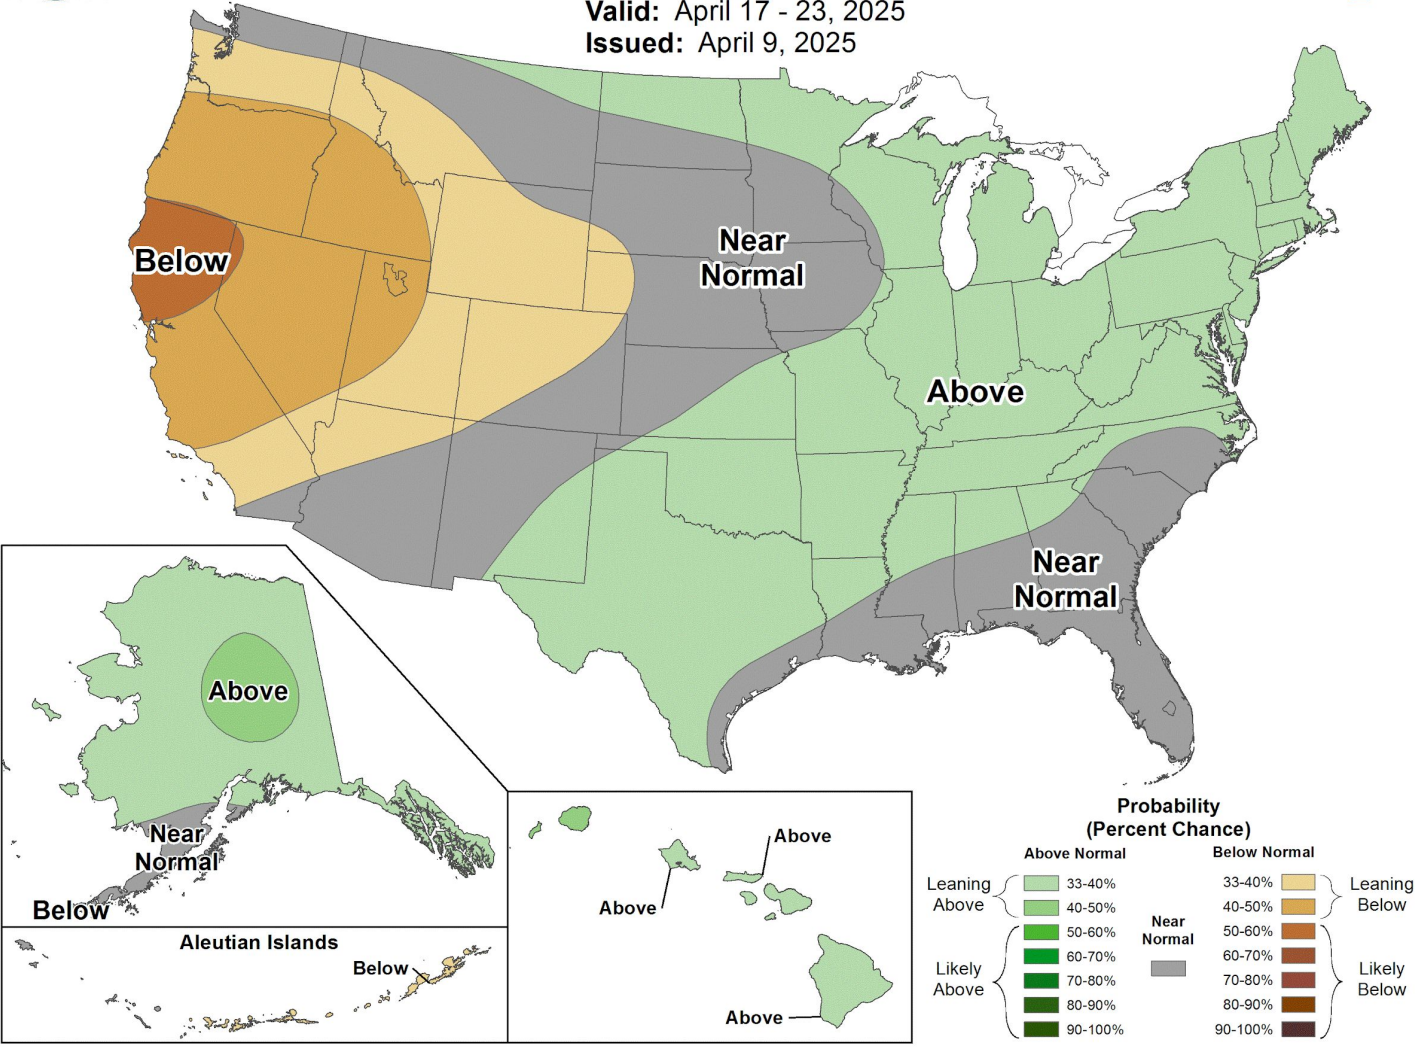 Valid: April 17 - 23, 2025
Issued: April 9, 2025
Below
Near
Normal
Above
Near
Normal
Above
Near
Normal
Below
Aleutian Islands
Below
Above
Above
Above
Probability
(Percent Chance)
Above Normal
Below Normal
Leaning
Above
33-40%
40-50%
Likely
Above
50-60%
60-70%
70-80%
80-90%
90-100%
Near
Normal
33-40%
40-50%
Leaning
Below
50-60%
60-70%
70-80%
80-90%
90-100%
Likely
Below